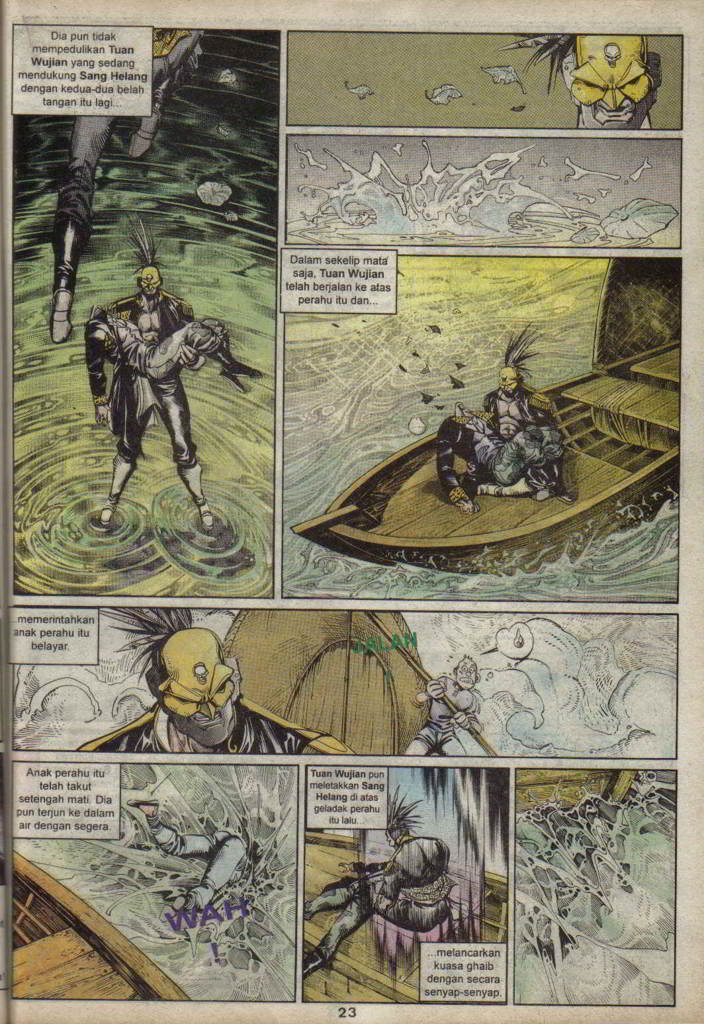 Dia pun tidak
mempedulikan Tuan
Wujian yang sedang
mendukung Sang Helang
dengan kedua-dua belah
tangan itu lagi...
Dalam sekelip mata
saja, Tuan Wujian
telah berjalan ke atas
perahu itu dan...
...memerintahkan
anak perahu itu
belayar.
JALAN
!
Anak perahu itu
telah takut
setengah mati. Dia
pun terjun ke dalam
air dengan segera.
WAH
!
Tuan Wujian pun
meletakkan Sang
Helang di atas
geladak perahu
itu lalu...
...melancarkan
kuasa ghaib
dengan secara
senyap-senyap.
23